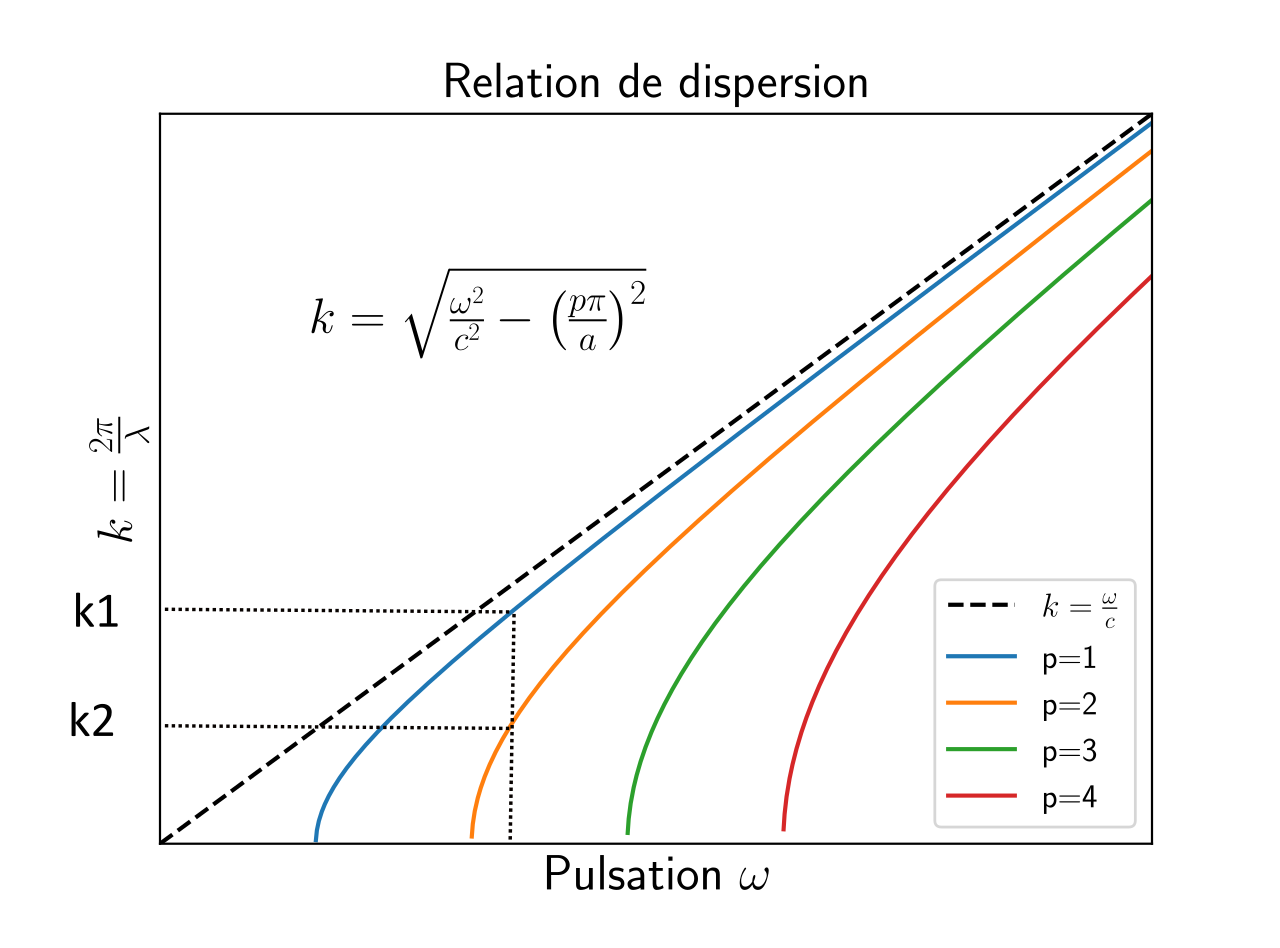 Relation de dispersion
k = √(ω²/c² − (pπ/a)²)
k = 2π/λ
k1
k2
k = ω/c
p=1
p=2
p=3
p=4
Pulsation ω